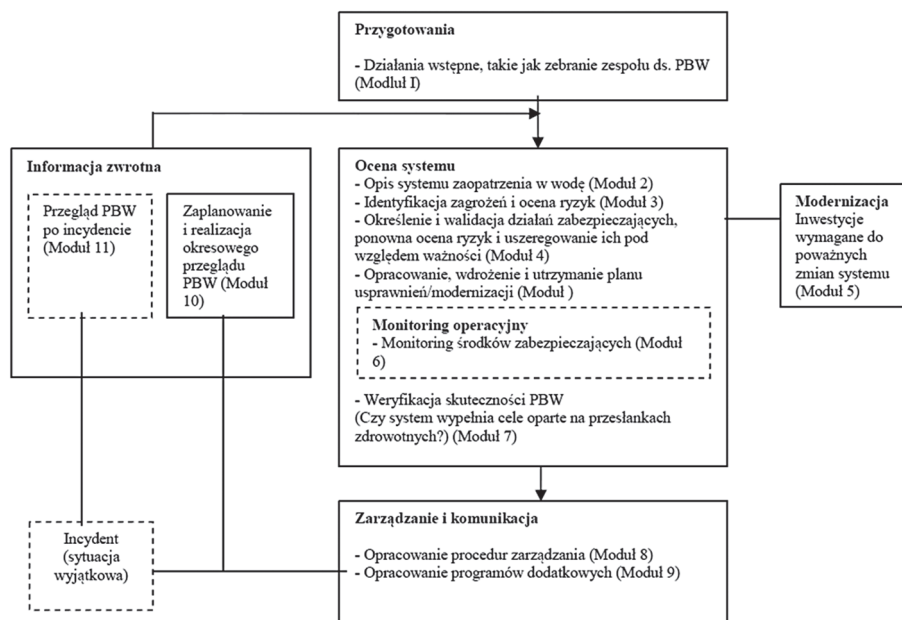 Przygotowania
- Działania wstępne, takie jak zebranie zespołu ds. PBW
(Modluł I)
Informacja zwrotna
Przegląd PBW
po incydencie
(Moduł 11)
Zaplanowanie
i realizacja
okresowego
przeglądu
PBW (Moduł
10)
Ocena systemu
- Opis systemu zaopatrzenia w wodę (Moduł 2)
- Identyfikacja zagrożeń i ocena ryzyk (Moduł 3)
- Określenie i walidacja działań zabezpieczających,
ponowna ocena ryzyk i uszeregowanie ich pod
względem ważności (Moduł 4)
- Opracowanie, wdrożenie i utrzymanie planu
usprawnień/modernizacji (Moduł )
Monitoring operacyjny
- Monitoring środków zabezpieczających (Moduł
6)
- Weryfikacja skuteczności PBW
(Czy system wypełnia cele oparte na przesłankach
zdrowotnych?) (Moduł 7)
Modernizacja
Inwestycje
wymagane do
poważnych
zmian systemu
(Moduł 5)
Incydent
(sytuacja
wyjątkowa)
Zarządzanie i komunikacja
- Opracowanie procedur zarządzania (Moduł 8)
- Opracowanie programów dodatkowych (Moduł 9)